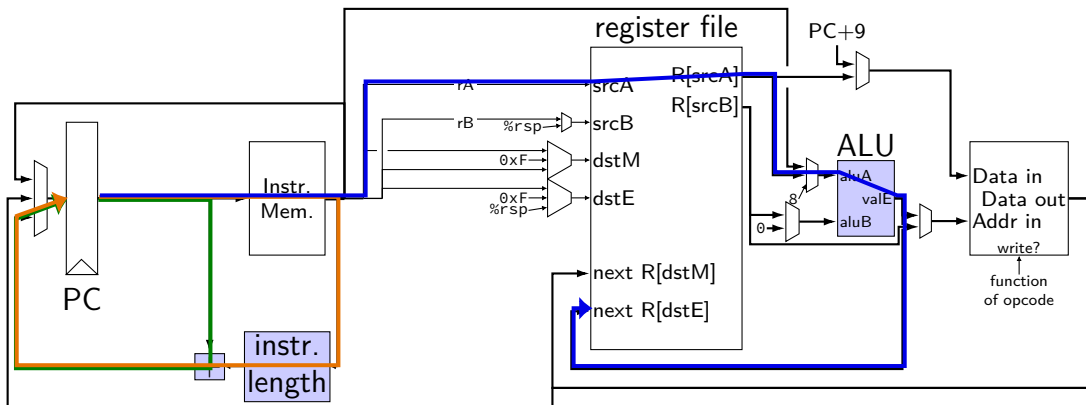 register file
PC+9
R[srcA]
rA
srcA
R[srcB]
rB
%rsp
srcB
ALU
0xF
dstM
aluA
Data in
Instr.
Mem.
0xF
%rsp
dstE
8
valE
Data out
0
aluB
Addr in
write?
next R[dstM]
function
of opcode
PC
next R[dstE]
instr.
length
+